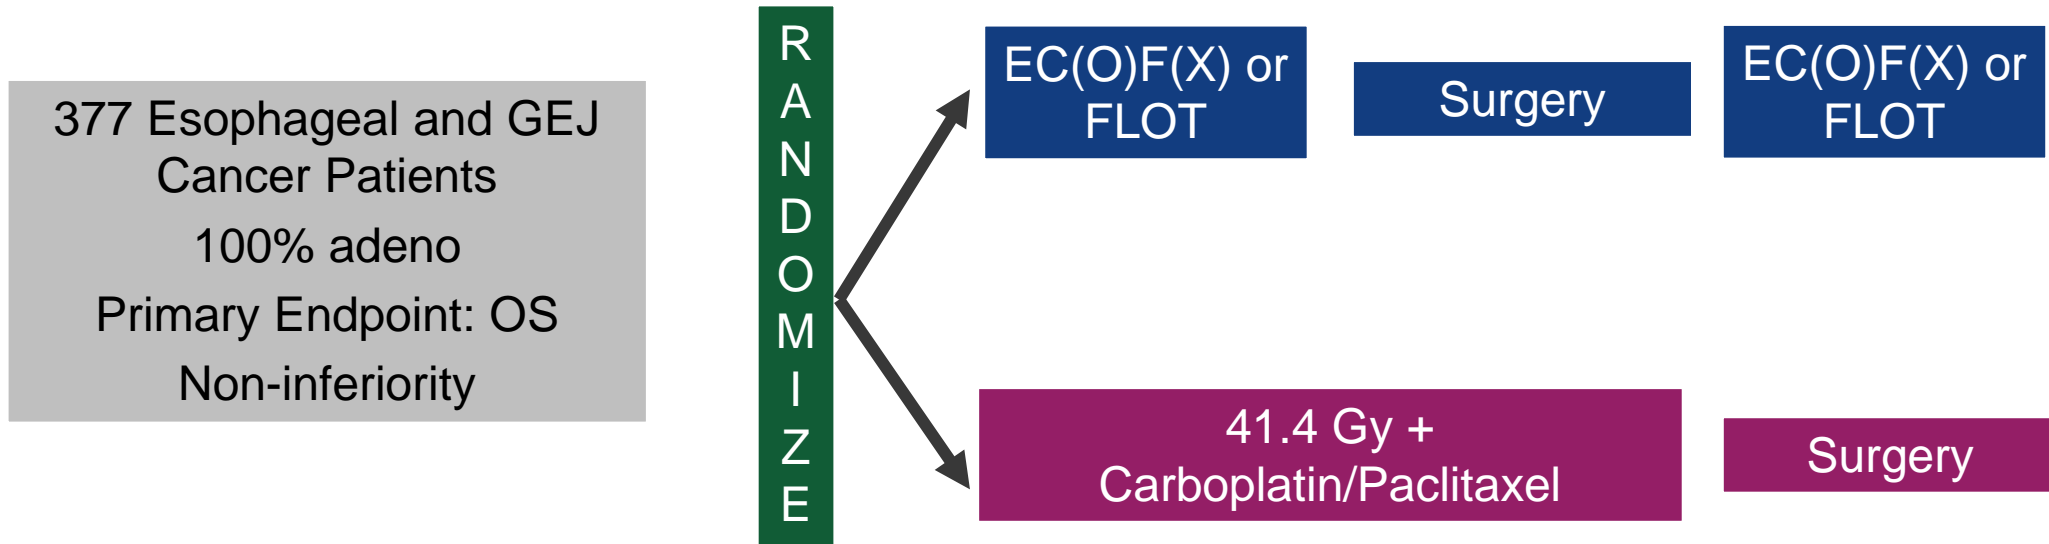 377 Esophageal and GEJ
Cancer Patients
100% adeno
Primary Endpoint: OS
Non-inferiority
R
A
N
D
O
M
I
Z
E
EC(O)F(X) or
FLOT
Surgery
EC(O)F(X) or
FLOT
41.4 Gy +
Carboplatin/Paclitaxel
Surgery